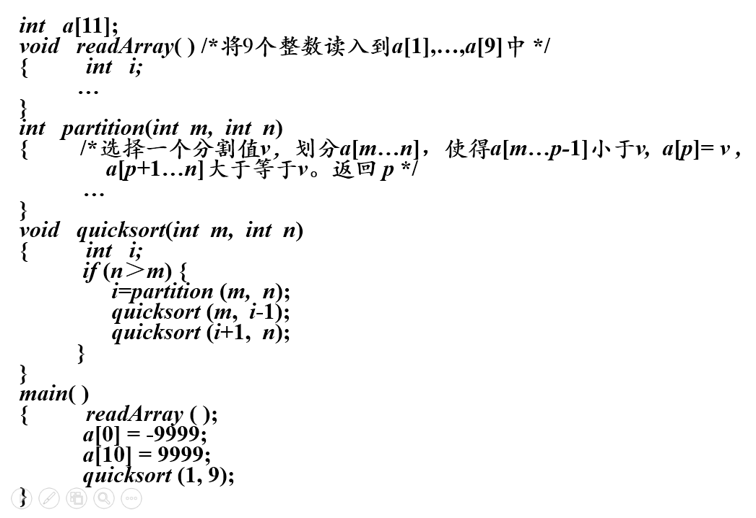 int a[11];
void readArray( ) /*将9个整数读入到a[1],…,a[9]中 */
{ int i;
…
}
int partition(int m, int n)
{ /*选择一个分割值v，划分a[m…n]，使得a[m…p-1]小于v, a[p]= v ,
a[p+1…n]大于等于v。返回 p */
…
}
void quicksort(int m, int n)
{ int i;
if (n＞m) {
i=partition (m, n);
quicksort (m, i-1);
quicksort (i+1, n);
}
}
main( )
{ readArray ( );
a[0] = -9999;
a[10] = 9999;
quicksort (1, 9);
}